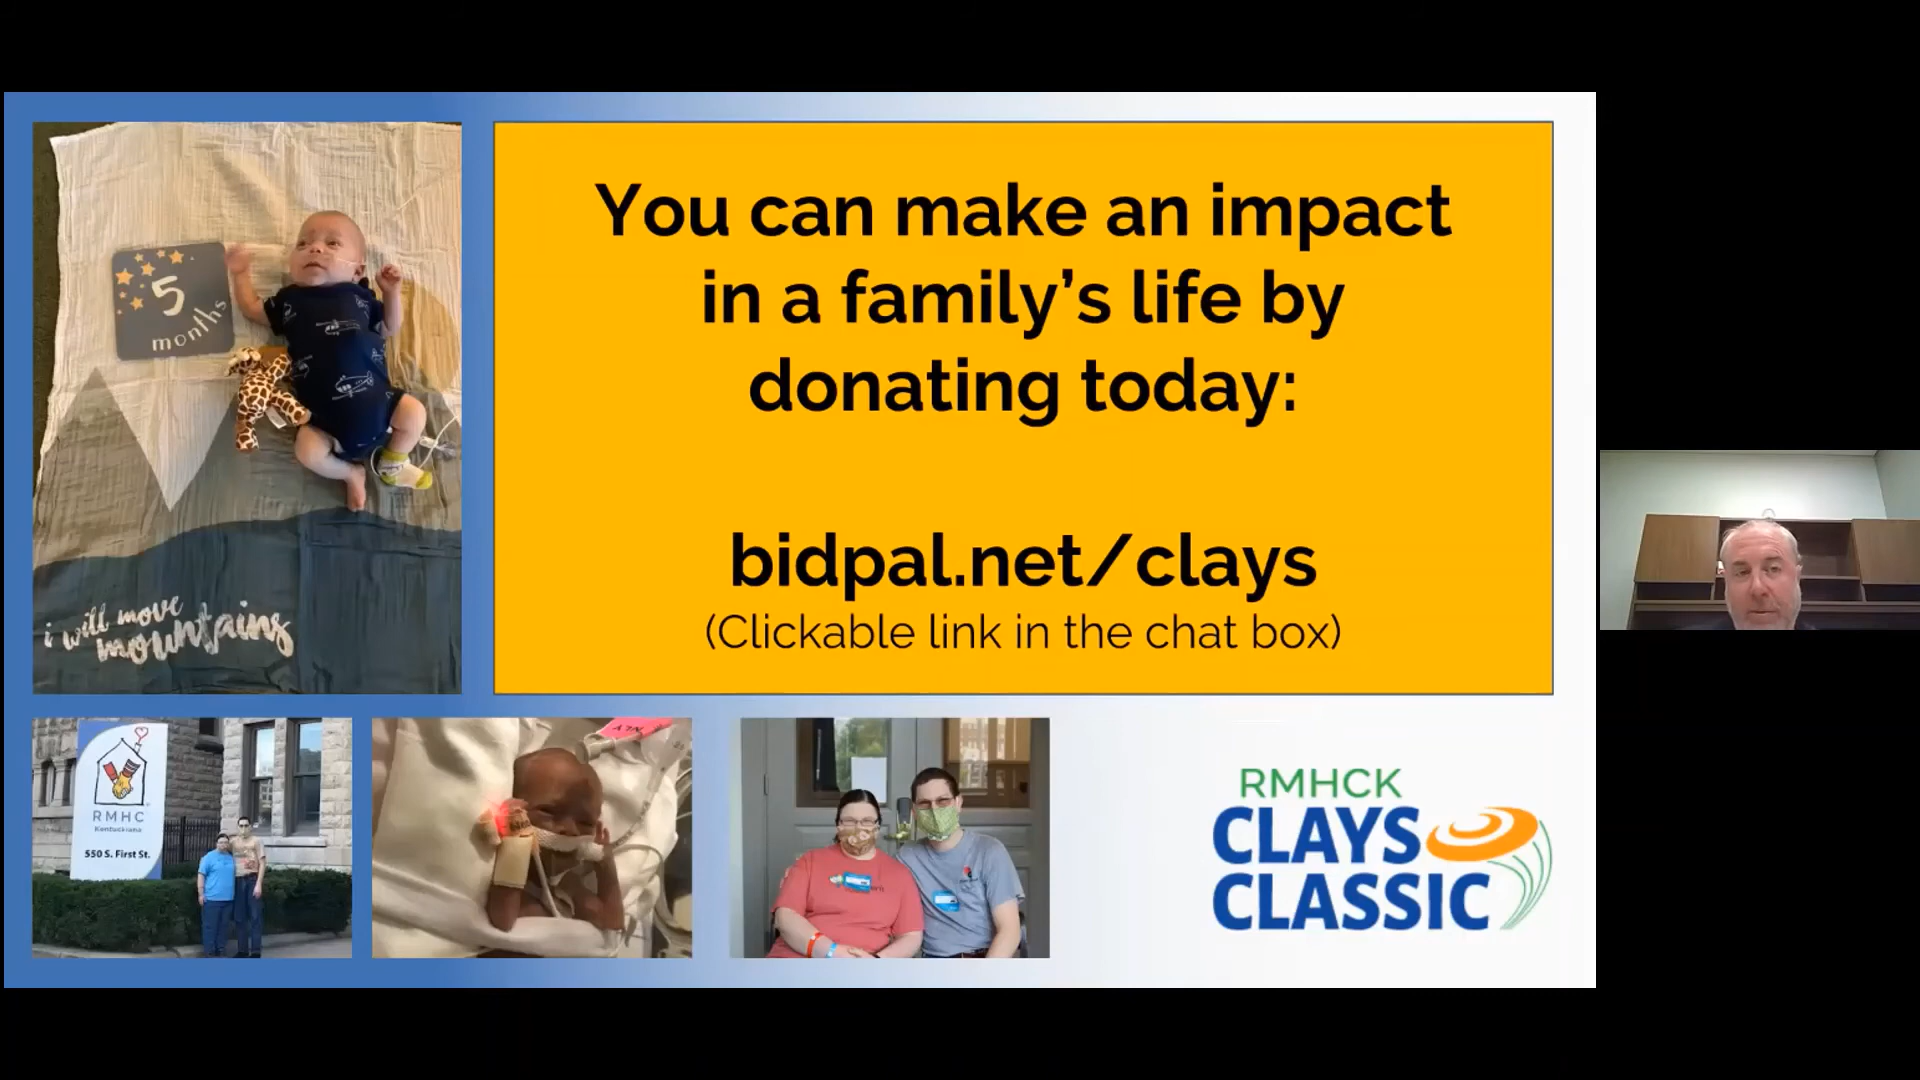 You can make an impact
in a family's life by
donating today:
bidpal.net/clays
(Clickable link in the chat box)
5
months
i will move
mountains
RMHC
Kentuckiana
550 S. First St.
RMHCK
CLAYS
CLASSIC